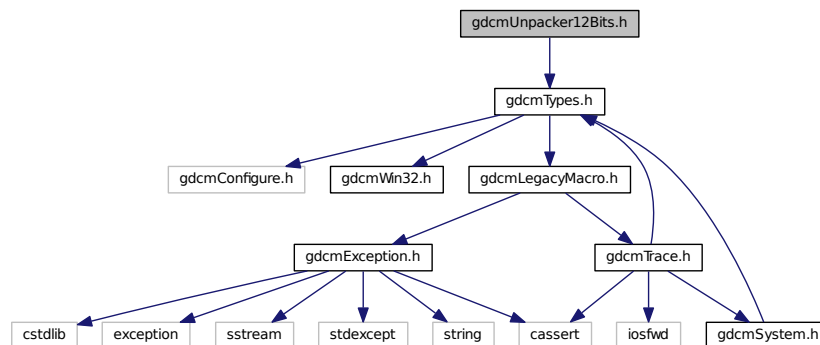 gdcmUnpacker12Bits.h
gdcmTypes.h
gdcmConfigure.h
gdcmWin32.h
gdcmLegacyMacro.h
gdcmException.h
gdcmTrace.h
cstdlib
exception
sstream
stdexcept
string
cassert
iosfwd
gdcmSystem.h